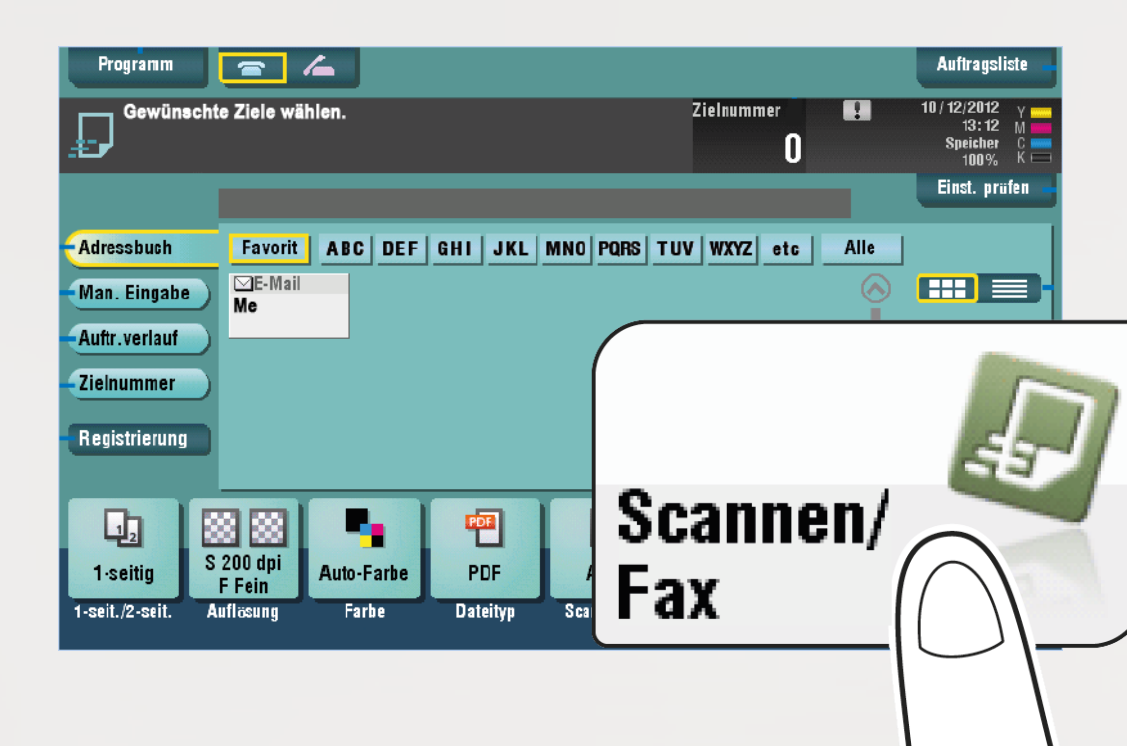 Programm
Auftragsliste
Gewünschte Ziele wählen.
Zielnummer
0
10/12/2012
13:12
Speicher
100%
Y
M
C
K
Einst. prüfen
Adressbuch
Favorit ABC DEF GHI JKL MNO PQRS TUV WXYZ etc Alle
E-Mail
Me
Man. Eingabe
Auftr.verlauf
Zielnummer
Registrierung
1 2
1-seitig
1-seit./2-seit.
S 200 dpi
F Fein
Auflösung
Auto-Farbe
Farbe
PDF
PDF
Dateityp
Scannen/
Fax